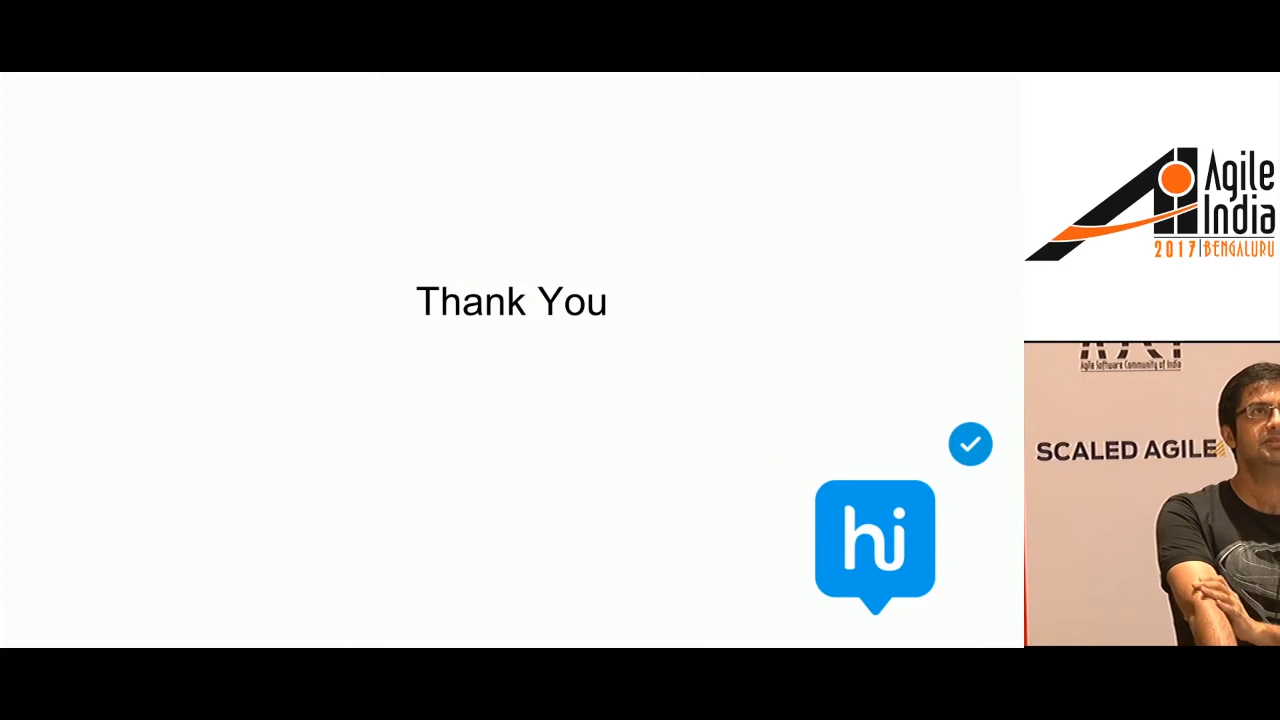 Thank You
hi
Agile
India
2017 | BENGALURU
Agile Software Community of India
SCALED AGILE